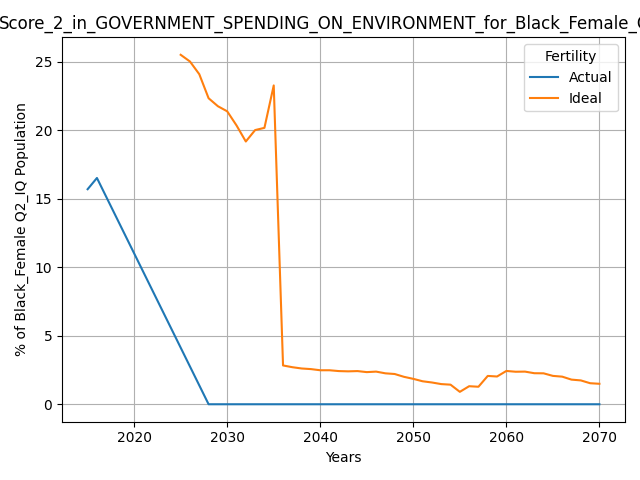 Score_2_in_GOVERNMENT_SPENDING_ON_ENVIRONMENT_for_Black_Female_
Fertility
Actual
Ideal
25
20
15
10
5
0
% of Black_Female Q2_IQ Population
2020 2030 2040 2050 2060 2070
Years